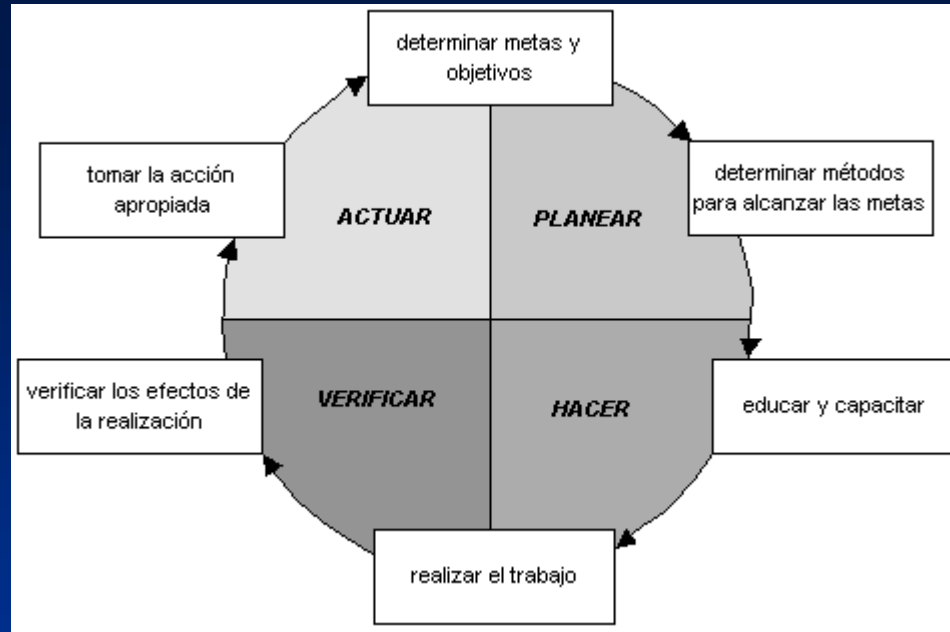 determinar metas y
objetivos
tomar la acción
apropiada
determinar métodos
para alcanzar las metas
ACTUAR
PLANEAR
verificar los efectos de
la realización
VERIFICAR
HACER
educar y capacitar
realizar el trabajo